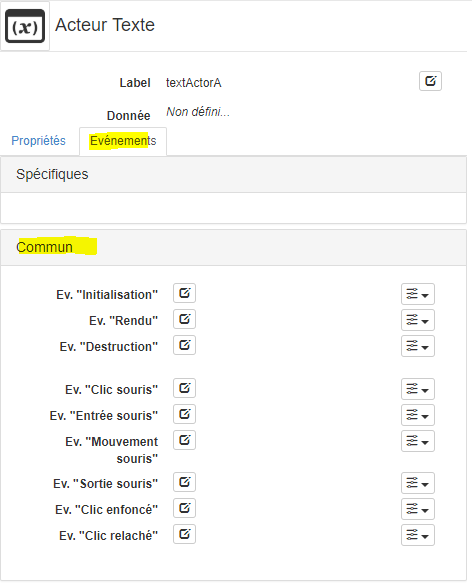 (x) Acteur Texte
Label textActorA
Donnée Non défini...
Propriétés Evénements
Spécifiques
Commun
Ev. "Initialisation"
Ev. "Rendu"
Ev. "Destruction"
Ev. "Clic souris"
Ev. "Entrée souris"
Ev. "Mouvement
souris"
Ev. "Sortie souris"
Ev. "Clic enfoncé"
Ev. "Clic relaché"